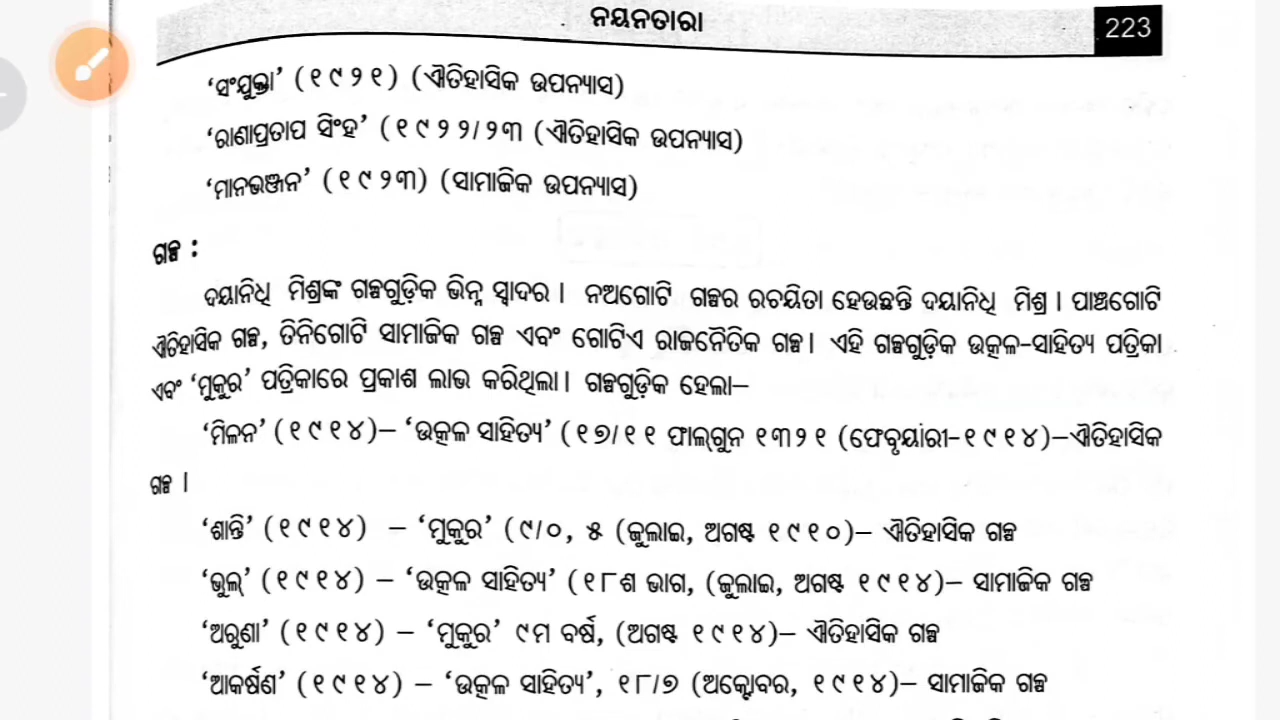 ନୟନତାରା
223
‘ସଂଯୁକ୍ତା’ (୧୯୨୧) (ଐତିହାସିକ ଉପନ୍ୟାସ)
‘ରାଣାପ୍ରତାପ ସିଂହ’ (୧୯୨୨/୨୩ (ଐତିହାସିକ ଉପନ୍ୟାସ)
‘ମାନଭଞ୍ଜନ’ (୧୯୨୩) (ସାମାଜିକ ଉପନ୍ୟାସ)
ଗଳ୍ପ :
ଦୟାନିଧି ମିଶ୍ରଙ୍କ ଗଳ୍ପଗୁଡ଼ିକ ଭିନ୍ନ ସ୍ୱାଦର । ନଅଗୋଟି ଗଳ୍ପର ରଚୟିତା ହେଉଛନ୍ତି ଦୟାନିଧି ମିଶ୍ର । ପାଞ୍ଚଗୋଟି
ଐତିହାସିକ ଗଳ୍ପ, ତିନିଗୋଟି ସାମାଜିକ ଗଳ୍ପ ଏବଂ ଗୋଟିଏ ରାଜନୈତିକ ଗଳ୍ପ । ଏହି ଗଳ୍ପଗୁଡ଼ିକ ଉତ୍କଳ-ସାହିତ୍ୟ ପତ୍ରିକା
ଏବଂ ‘ମୁକୁର’ ପତ୍ରିକାରେ ପ୍ରକାଶ ଲାଭ କରିଥିଲା । ଗଳ୍ପଗୁଡ଼ିକ ହେଲା–
‘ମିଳନ’ (୧୯୧୪)– ‘ଉତ୍କଳ ସାହିତ୍ୟ’ (୧୭/୧୧ ଫାଲ୍‌ଗୁନ ୧୩୨୧ (ଫେବୃୟାରୀ-୧୯୧୪)–ଐତିହାସିକ
ଗଳ୍ପ ।
‘ଶାନ୍ତି’ (୧୯୧୪) – ‘ମୁକୁର’ (୯/୦, ୫ (ଜୁଲାଇ, ଅଗଷ୍ଟ ୧୯୧୦)– ଐତିହାସିକ ଗଳ୍ପ
‘ଭୁଲ୍’ (୧୯୧୪) – ‘ଉତ୍କଳ ସାହିତ୍ୟ’ (୧୮ଶ ଭାଗ, (ଜୁଲାଇ, ଅଗଷ୍ଟ ୧୯୧୪)– ସାମାଜିକ ଗଳ୍ପ
‘ଅରୁଣା’ (୧୯୧୪) – ‘ମୁକୁର’ ୯ମ ବର୍ଷ, (ଅଗଷ୍ଟ ୧୯୧୪)– ଐତିହାସିକ ଗଳ୍ପ
‘ଆକର୍ଷଣ’ (୧୯୧୪) – ‘ଉତ୍କଳ ସାହିତ୍ୟ’, ୧୮/୭ (ଅକ୍ଟୋବର, ୧୯୧୪)– ସାମାଜିକ ଗଳ୍ପ